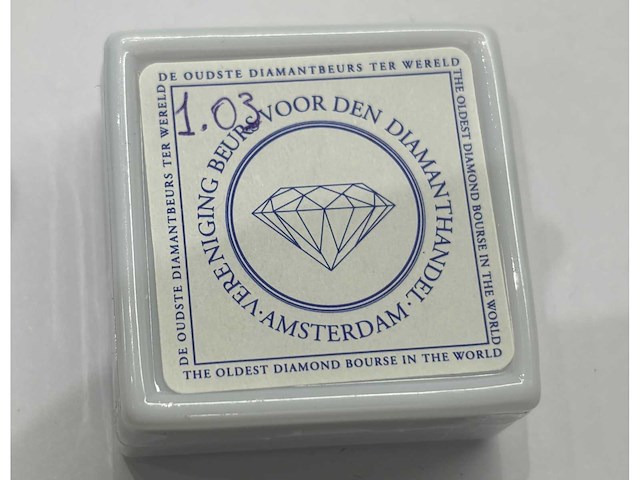 DE OUDSTE DIAMANTBEURS TER WERELD
THE OLDEST DIAMOND BOURSE IN THE WORLD
DE OUDSTE DIAMANTBEURS TER WERELD
THE OLDEST DIAMOND BOURSE IN THE WORLD
1.03
VERENIGING BEURS VOOR DEN DIAMANTHANDEL
· AMSTERDAM ·